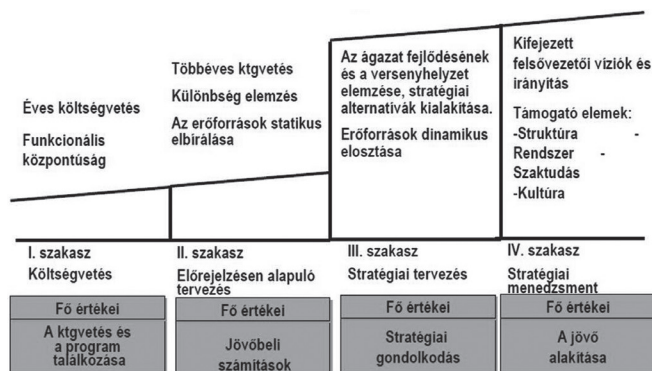 Éves költségvetés
Funkcionális
központúság
Többéves ktgvetés
Különbség elemzés
Az erőforrások statikus
elbírálása
Az ágazat fejlődésének
és a versenyhelyzet
elemzése, stratégiai
alternatívák kialakítása.
Erőforrások dinamikus
elosztása
Kifejezett
felsővezetői víziók és
irányítás
Támogató elemek:
-Struktúra -
Rendszer -
Szaktudás
-Kultúra
I. szakasz
Költségvetés
II. szakasz
Előrejelzésen alapuló
tervezés
III. szakasz
Stratégiai tervezés
IV. szakasz
Stratégiai
menedzsment
Fő értékei
A ktgvetés és
a program
találkozása
Fő értékei
Jövőbeli
számítások
Fő értékei
Stratégiai
gondolkodás
Fő értékei
A jövő
alakítása